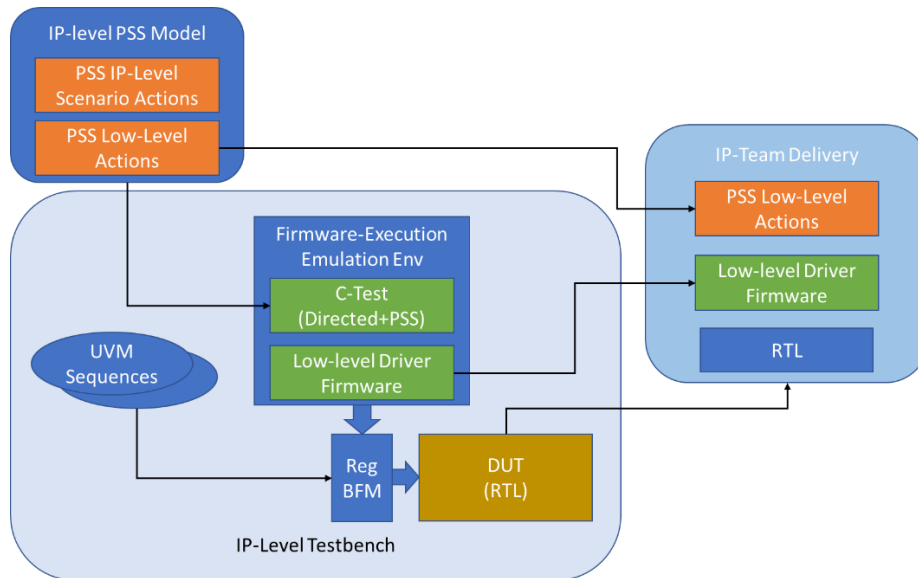 IP-level PSS Model
PSS IP-Level
Scenario Actions
PSS Low-Level
Actions
IP-Team Delivery
PSS Low-Level
Actions
Low-level Driver
Firmware
RTL
Firmware-Execution
Emulation Env
C-Test
(Directed+PSS)
Low-level Driver
Firmware
UVM
Sequences
Reg
BFM
DUT
(RTL)
IP-Level Testbench